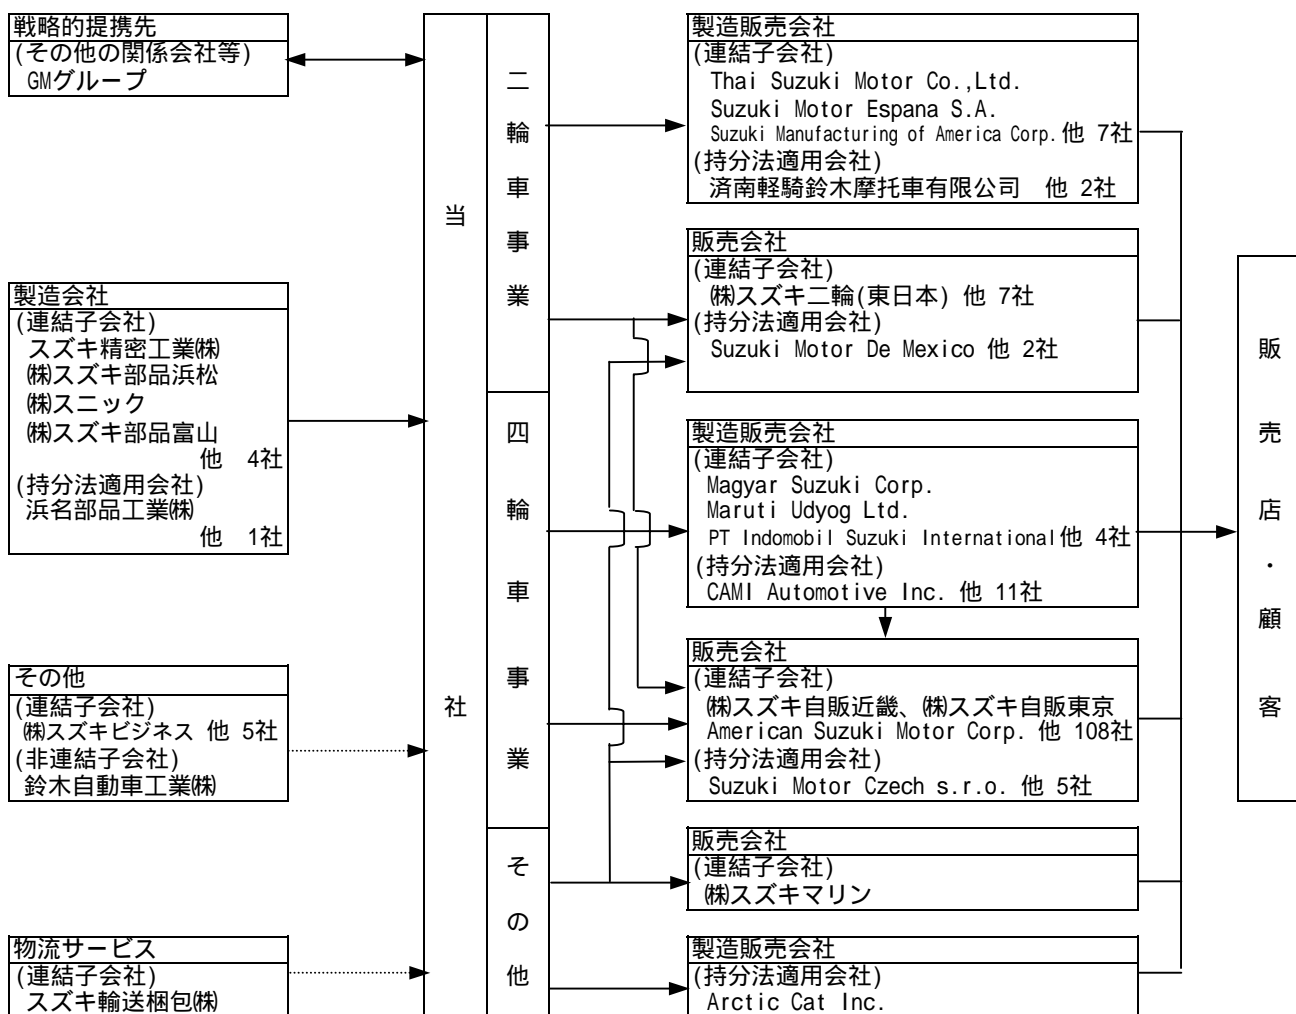 戦略的提携先
(その他の関係会社等)
GMグループ
製造会社
(連結子会社)
スズキ精密工業㈱
㈱スズキ部品浜松
㈱スニック
㈱スズキ部品富山
他 4社
(持分法適用会社)
浜名部品工業㈱
他 1社
その他
(連結子会社)
㈱スズキビジネス 他 5社
(非連結子会社)
鈴木自動車工業㈱
物流サービス
(連結子会社)
スズキ輸送梱包㈱
当社
二輪車事業
四輪車事業
その他
製造販売会社
(連結子会社)
Thai Suzuki Motor Co.,Ltd.
Suzuki Motor Espana S.A.
Suzuki Manufacturing of America Corp. 他 7社
(持分法適用会社)
済南軽騎鈴木摩托車有限公司 他 2社
販売会社
(連結子会社)
㈱スズキ二輪(東日本) 他 7社
(持分法適用会社)
Suzuki Motor De Mexico 他 2社
製造販売会社
(連結子会社)
Magyar Suzuki Corp.
Maruti Udyog Ltd.
PT Indomobil Suzuki International 他 4社
(持分法適用会社)
CAMI Automotive Inc. 他 11社
販売会社
(連結子会社)
㈱スズキ自販近畿、㈱スズキ自販東京
American Suzuki Motor Corp. 他 108社
(持分法適用会社)
Suzuki Motor Czech s.r.o. 他 5社
販売会社
(連結子会社)
㈱スズキマリン
製造販売会社
(持分法適用会社)
Arctic Cat Inc.
販売店・顧客